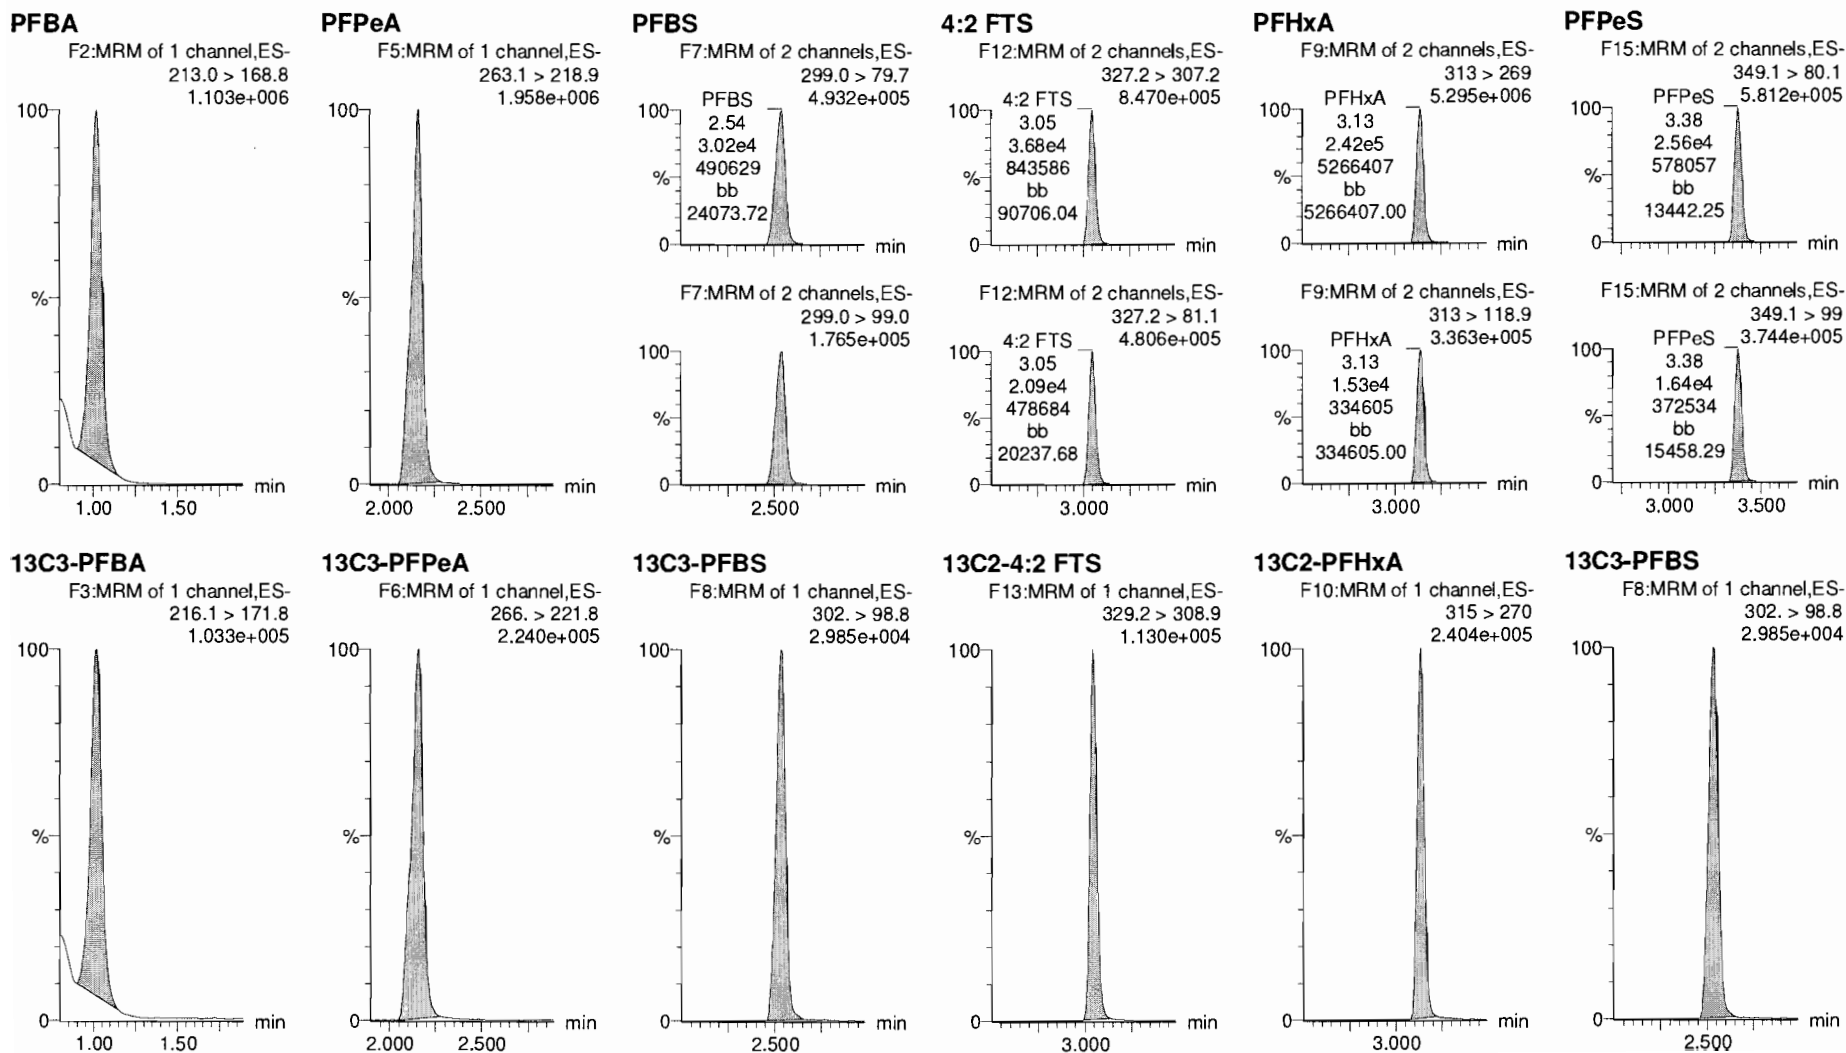 PFBA
F2:MRM of 1 channel,ES-
213.0 > 168.8
1.103e+006
100
%
0
min
1.00 1.50
PFPeA
F5:MRM of 1 channel,ES-
263.1 > 218.9
1.958e+006
100
%
0
min
2.000 2.500
PFBS
F7:MRM of 2 channels,ES-
299.0 > 79.7
4.932e+005
100
PFBS
2.54
3.02e4
490629
bb
24073.72
%
0
min
F7:MRM of 2 channels,ES-
299.0 > 99.0
1.765e+005
100
%
0
min
2.500
4:2 FTS
F12:MRM of 2 channels,ES-
327.2 > 307.2
8.470e+005
100
4:2 FTS
3.05
3.68e4
843586
bb
90706.04
%
0
min
F12:MRM of 2 channels,ES-
327.2 > 81.1
4.806e+005
100
4:2 FTS
3.05
2.09e4
478684
bb
20237.68
%
0
min
3.000
PFHxA
F9:MRM of 2 channels,ES-
313 > 269
5.295e+006
100
PFHxA
3.13
2.42e5
5266407
bb
5266407.00
%
0
min
F9:MRM of 2 channels,ES-
313 > 118.9
3.363e+005
100
PFHxA
3.13
1.53e4
334605
bb
334605.00
%
0
min
3.000
PFPeS
F15:MRM of 2 channels,ES-
349.1 > 80.1
5.812e+005
100
PFPeS
3.38
2.56e4
578057
bb
13442.25
%
0
min
F15:MRM of 2 channels,ES-
349.1 > 99
3.744e+005
100
PFPeS
3.38
1.64e4
372534
bb
15458.29
%
0
min
3.000 3.500
13C3-PFBA
F3:MRM of 1 channel,ES-
216.1 > 171.8
1.033e+005
100
%
0
min
1.00 1.50
13C3-PFPeA
F6:MRM of 1 channel,ES-
266. > 221.8
2.240e+005
100
%
0
min
2.000 2.500
13C3-PFBS
F8:MRM of 1 channel,ES-
302. > 98.8
2.985e+004
100
%
0
min
2.500
13C2-4:2 FTS
F13:MRM of 1 channel,ES-
329.2 > 308.9
1.130e+005
100
%
0
min
3.000
13C2-PFHxA
F10:MRM of 1 channel,ES-
315 > 270
2.404e+005
100
%
0
min
3.000
13C3-PFBS
F8:MRM of 1 channel,ES-
302. > 98.8
2.985e+004
100
%
0
min
2.500